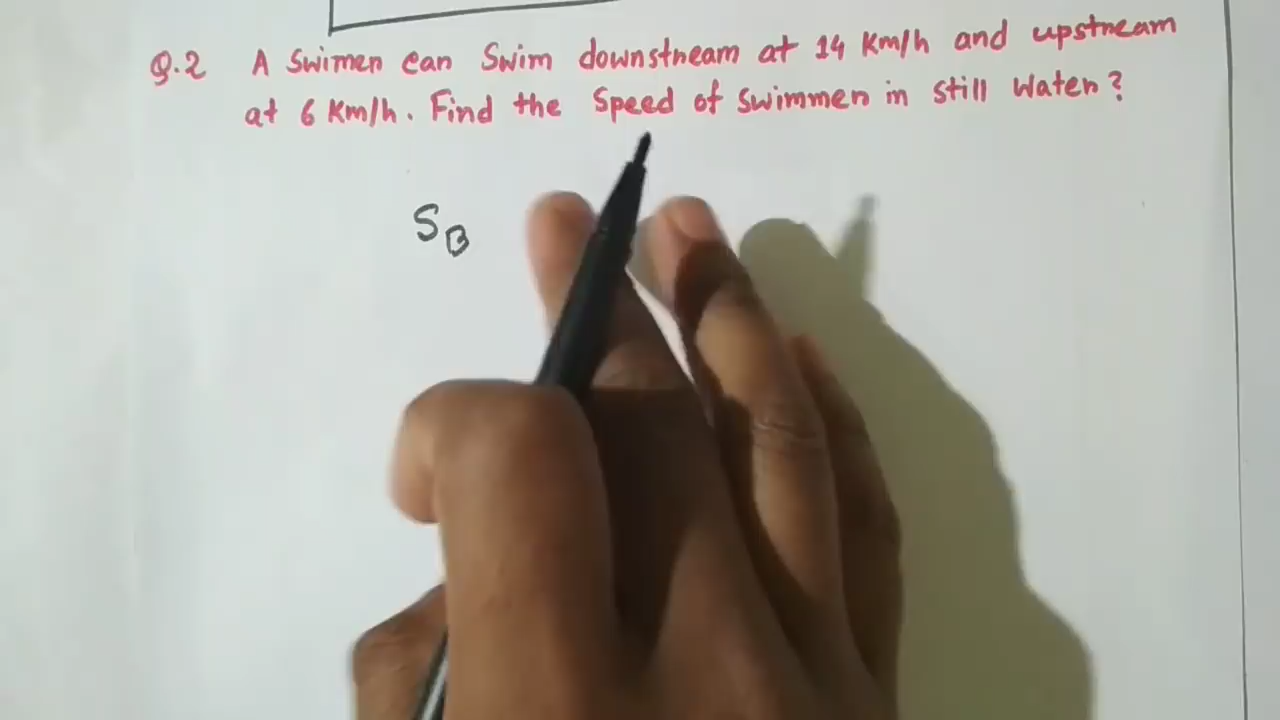 Q.2 A Swimer can Swim downstream at 14 Km/h and upstream
at 6 Km/h. Find the Speed of Swimmer in still Water?
S_B